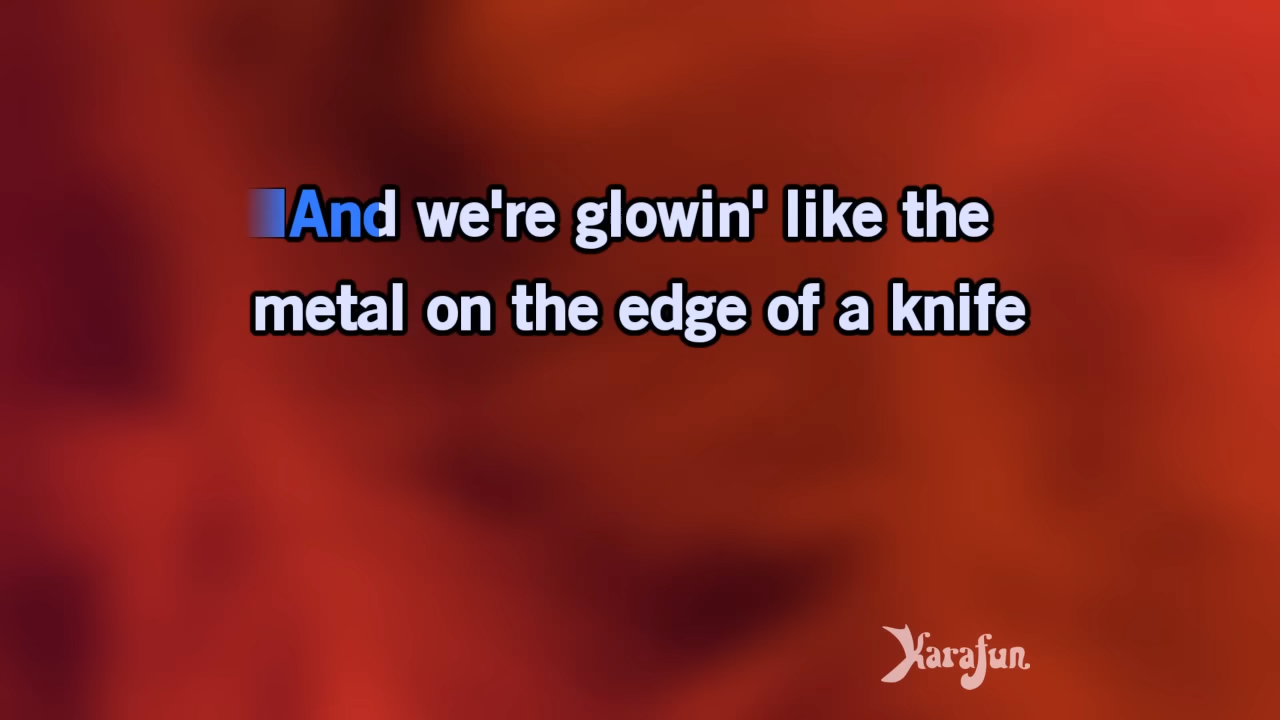 And we're glowin' like the
metal on the edge of a knife
Karafun